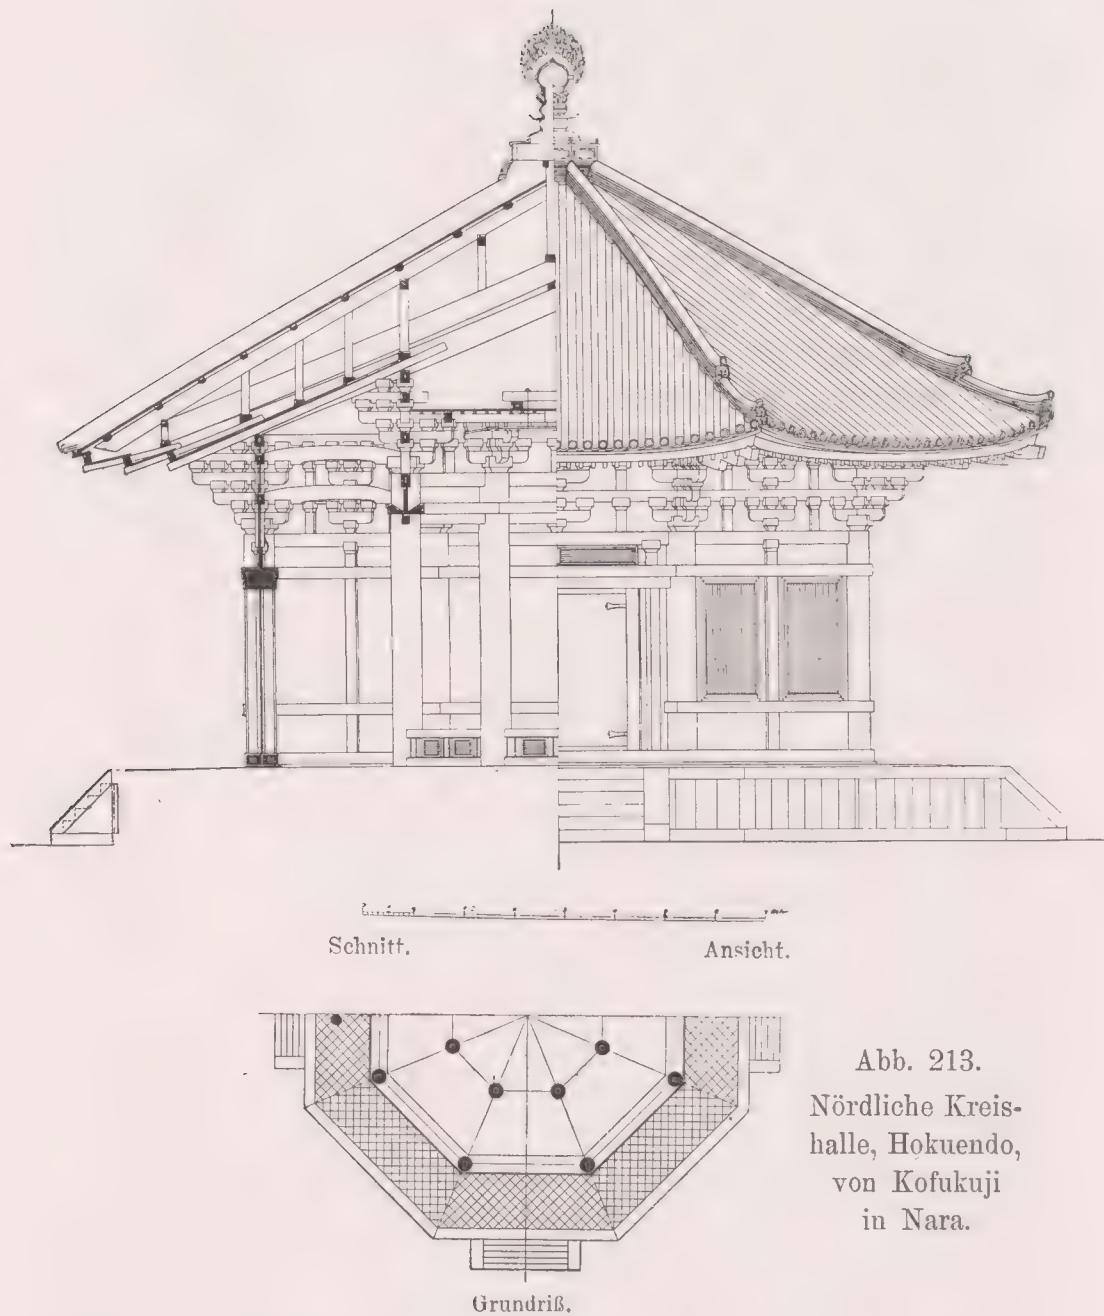 Schnitt.
Ansicht.
Abb. 213.
Nördliche Kreis-
halle, Hokuendo,
von Kofukuji
in Nara.
Grundriß.